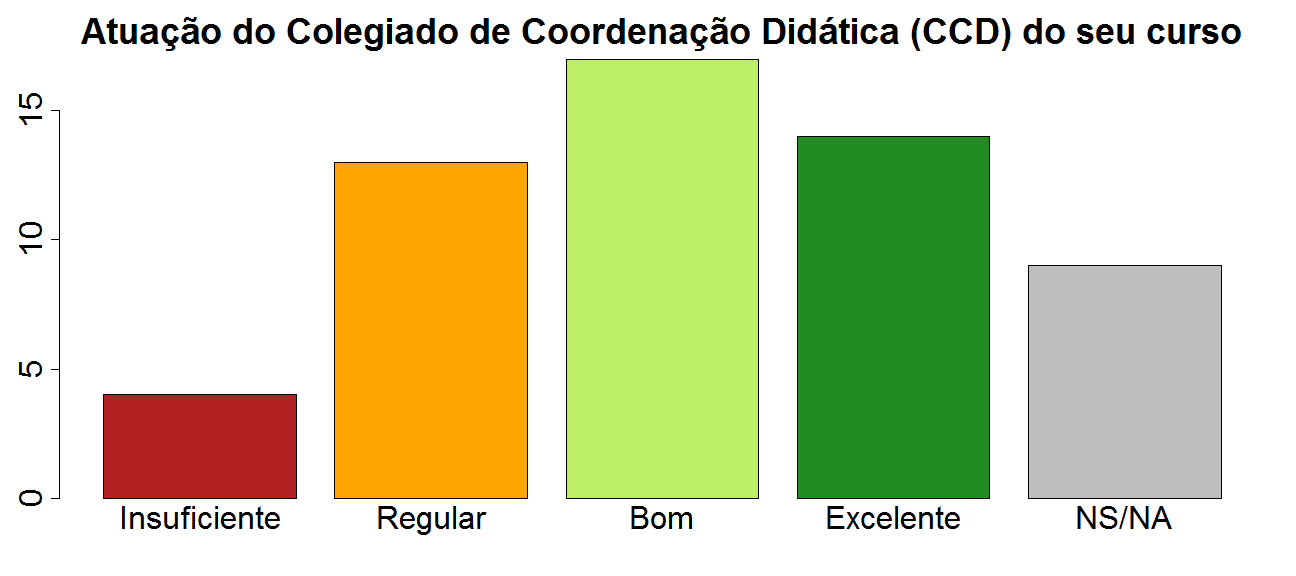 Atuação do Colegiado de Coordenação Didática (CCD) do seu curso
15
10
5
0
Insuficiente Regular Bom Excelente NS/NA